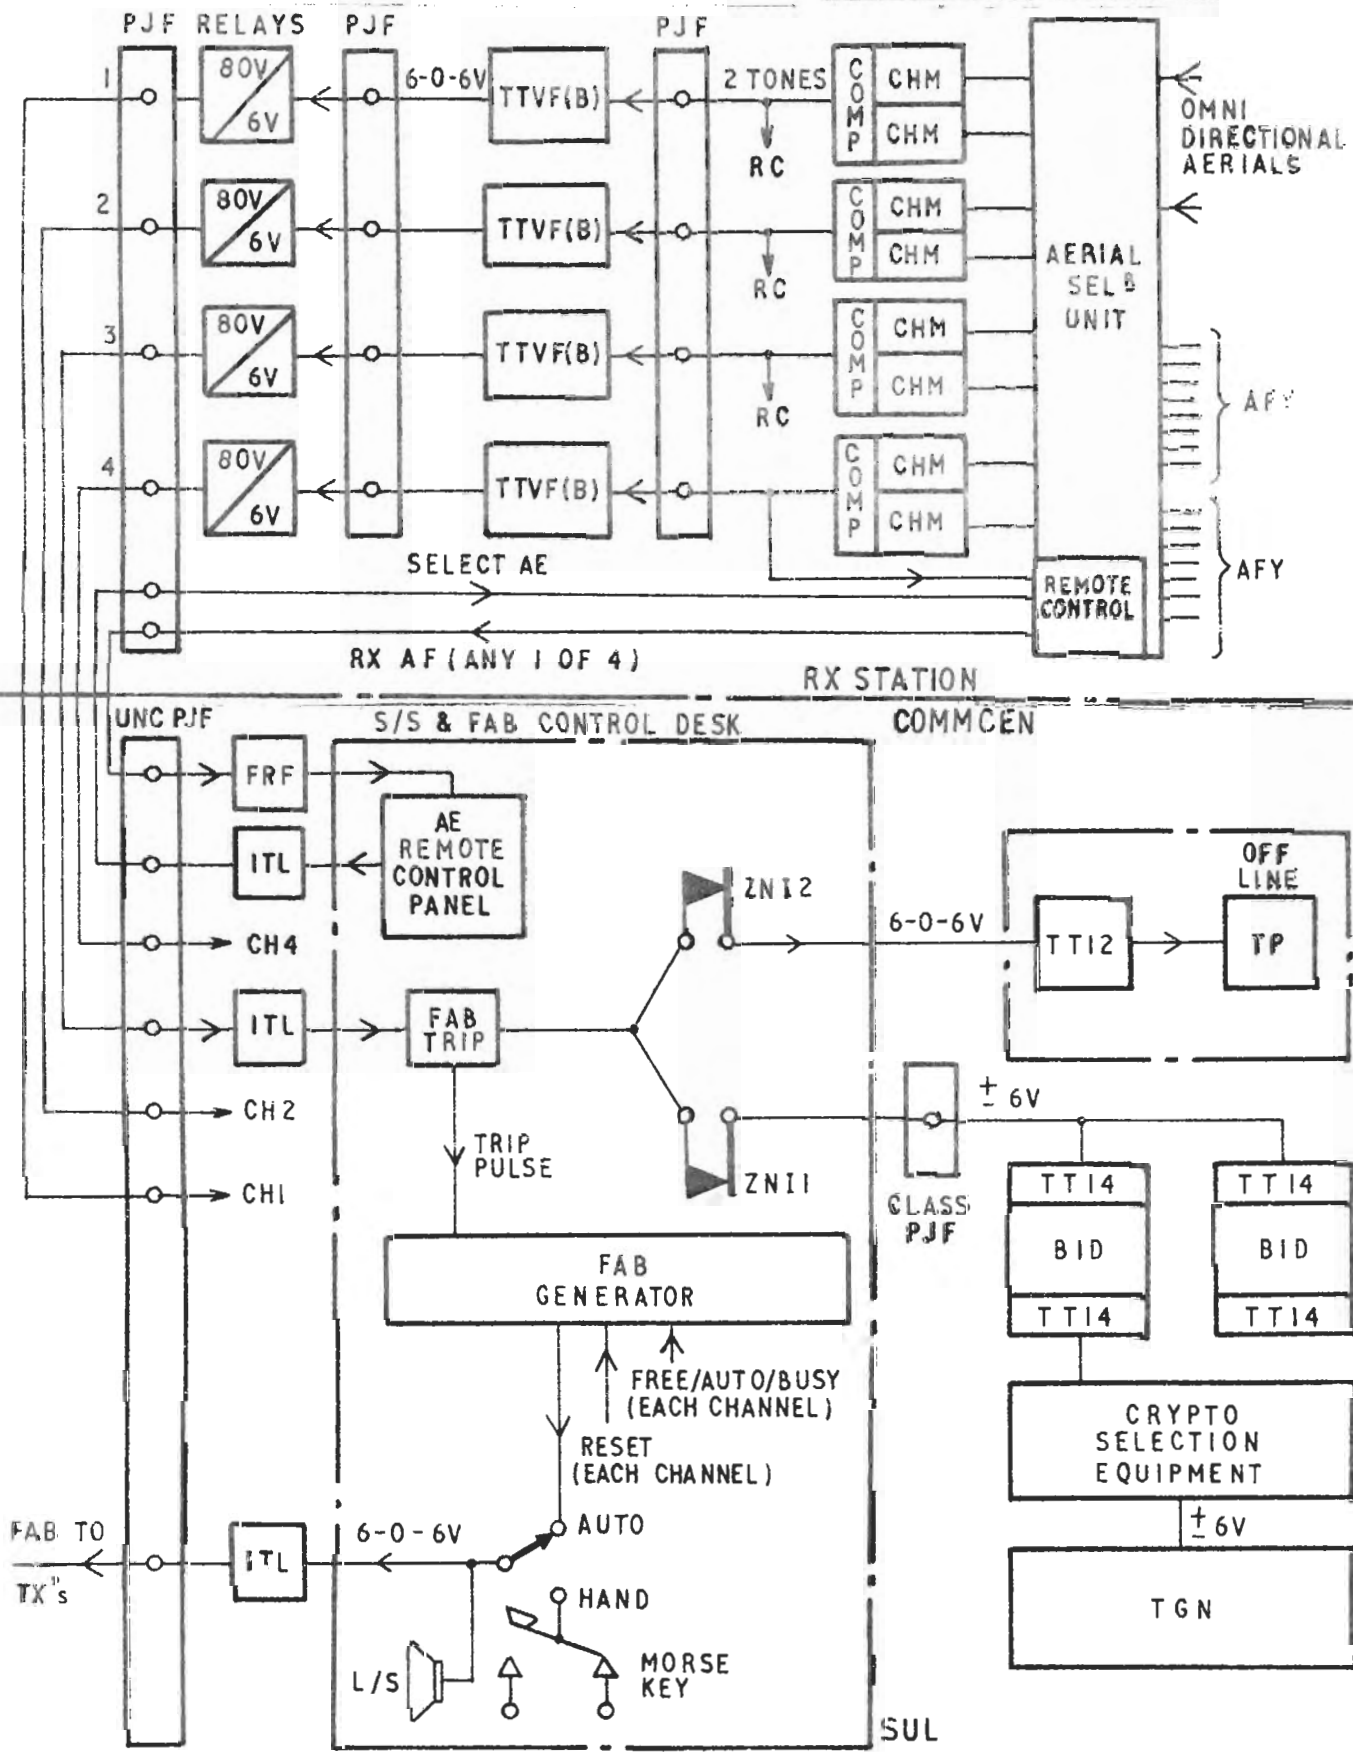 PJF RELAYS PJF PJF
1 80V 6V 6-0-6V TTVF(B) 2 TONES COMP CHM CHM
RC
OMNI
DIRECTIONAL
AERIALS
2 80V 6V TTVF(B) COMP CHM CHM
RC
AERIAL
SELⁿ
UNIT
3 80V 6V TTVF(B) COMP CHM CHM
RC
AFY
4 80V 6V TTVF(B) COMP CHM CHM
SELECT AE
REMOTE
CONTROL
AFY
RX AF (ANY 1 OF 4)
RX STATION
UNC PJF S/S & FAB CONTROL DESK COMMCEN
FRF
AE
REMOTE
CONTROL
PANEL
ITL
CH4
ZNI2
6-0-6V
OFF
LINE
TT12 TP
ITL
FAB
TRIP
CH2
TRIP
PULSE
CH1
ZNI1
± 6V
CLASS
PJF
TT14 TT14
BID BID
TT14 TT14
FAB
GENERATOR
FREE/AUTO/BUSY
(EACH CHANNEL)
RESET
(EACH CHANNEL)
CRYPTO
SELECTION
EQUIPMENT
± 6V
TGN
FAB TO
TX"s
ITL
6-0-6V
AUTO
HAND
L/S
MORSE
KEY
SUL